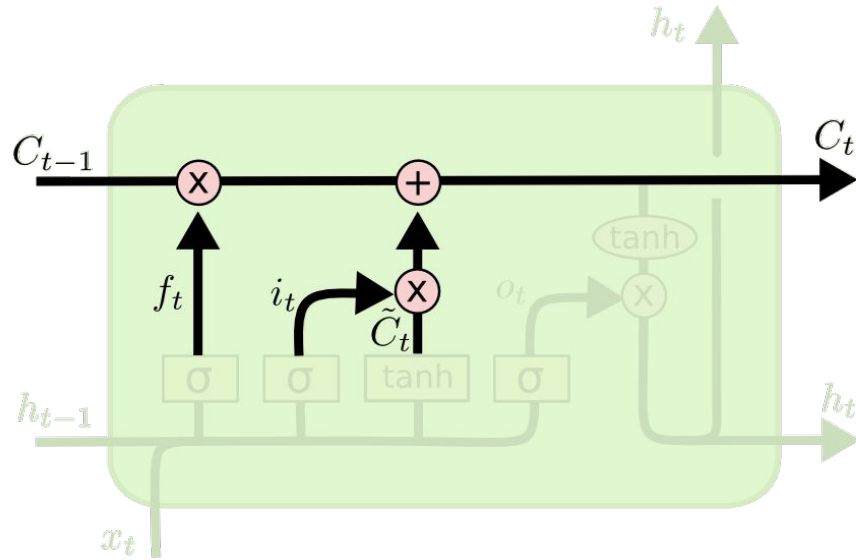 h_t
C_{t-1}
C_t
x
+
tanh
f_t
i_t
x
o_t
x
C̃_t
σ
σ
tanh
σ
h_{t-1}
h_t
x_t